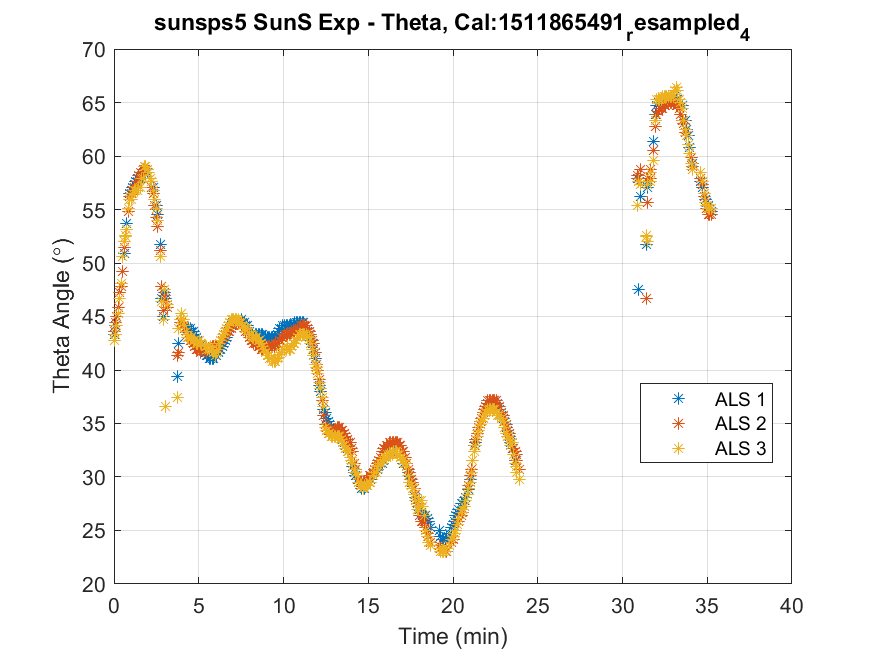 sunsps5 SunS Exp - Theta, Cal:1511865491resampled4
70
65
60
55
50
45
40
35
30
25
20
Theta Angle (°)
ALS 1
ALS 2
ALS 3
0 5 10 15 20 25 30 35 40
Time (min)